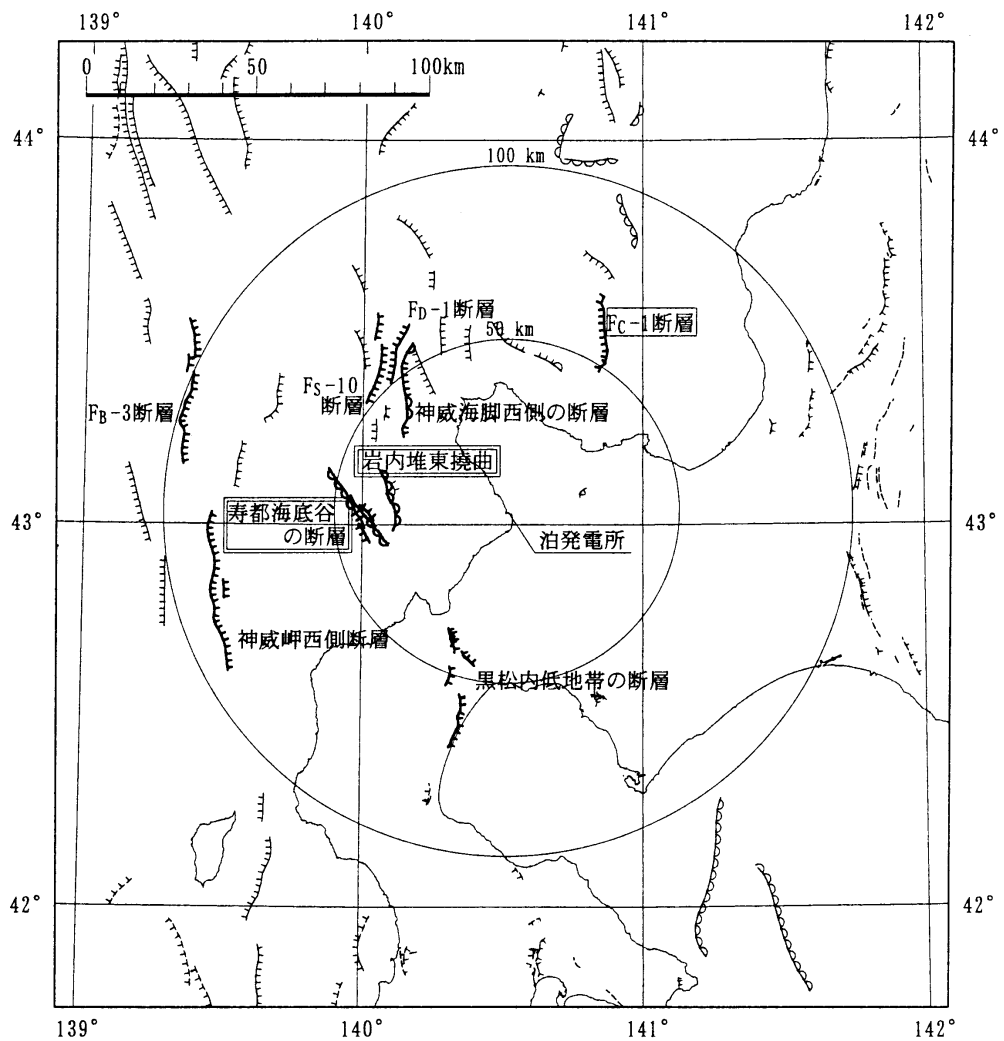 139°
140°
141°
142°
0
50
100km
44°
44°
100 km
FD-1断層
50 km
FC-1断層
FS-10
断層
FB-3断層
神威海脚西側の断層
岩内堆東撓曲
寿都海底谷
の断層
43°
43°
泊発電所
神威岬西側断層
黒松内低地帯の断層
42°
42°
139°
140°
141°
142°